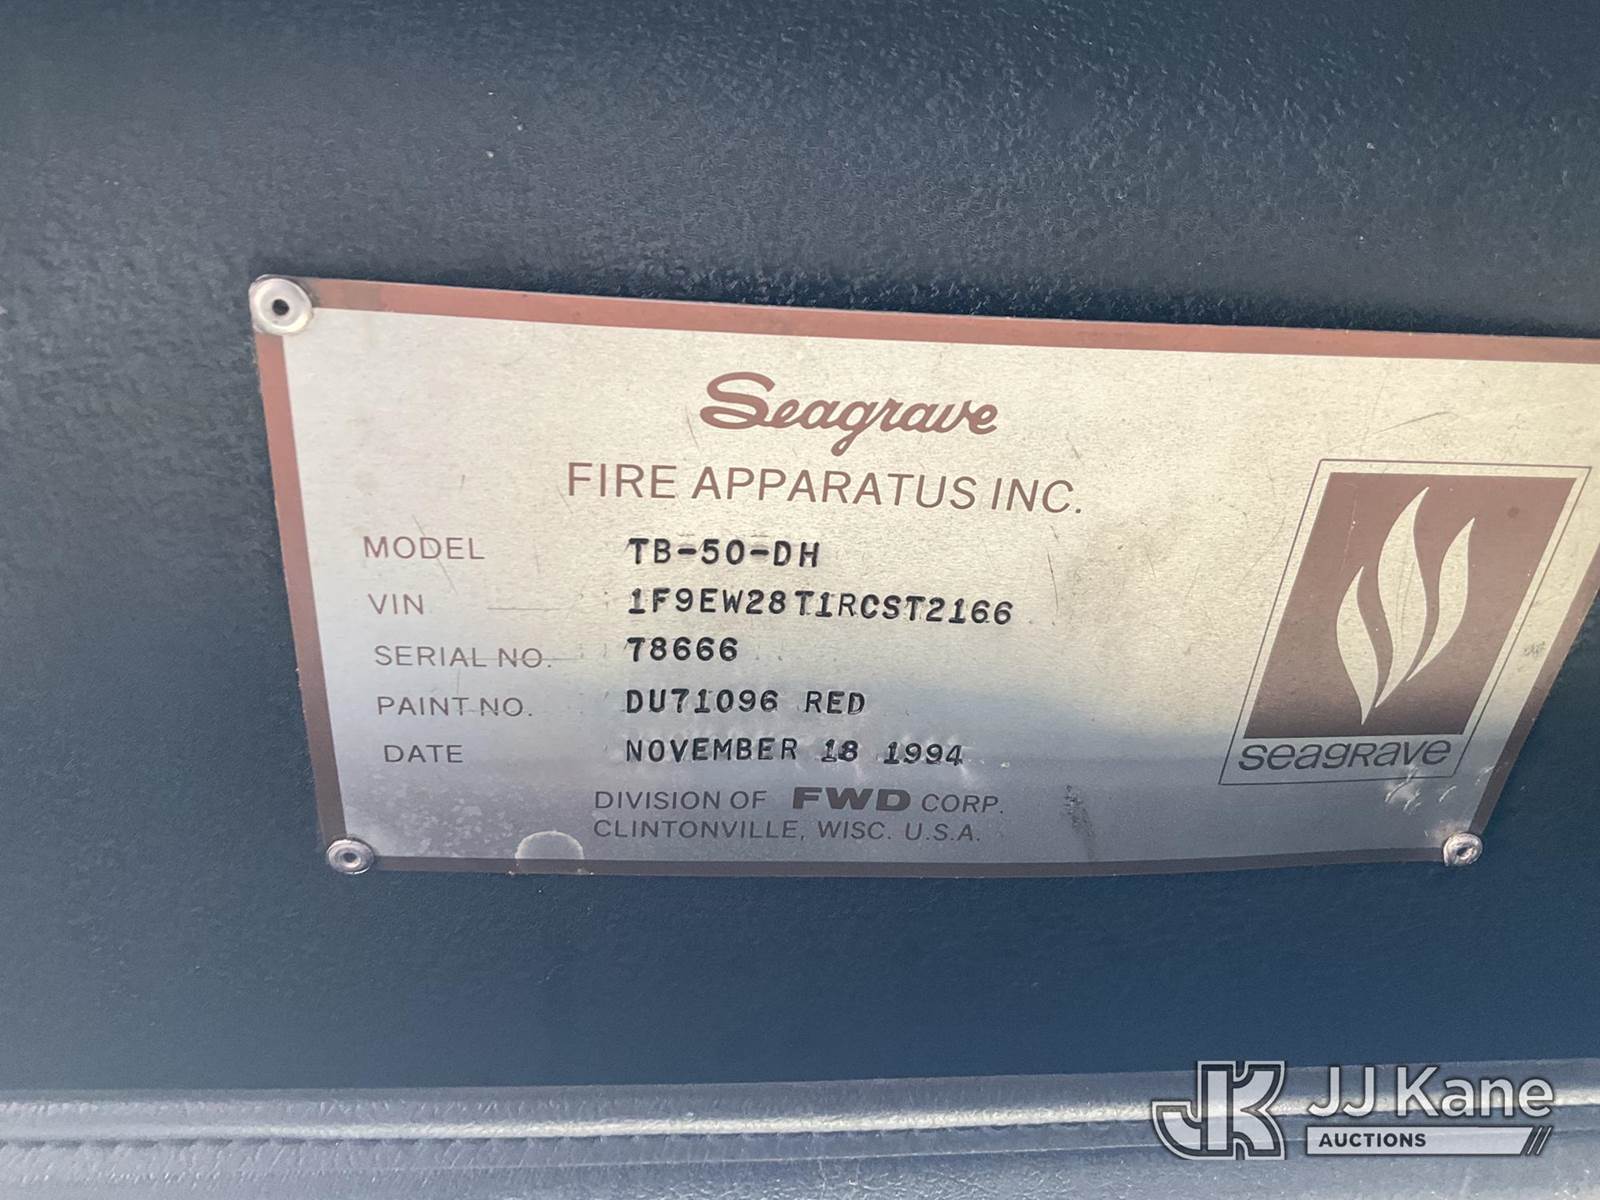 Seagrave
FIRE APPARATUS INC.
MODEL TB-50-DH
VIN 1F9EW28T1RCST2166
SERIAL NO. 78666
PAINT NO. DU71096 RED
DATE NOVEMBER 18 1994
DIVISION OF FWD CORP.
CLINTONVILLE, WISC. U.S.A.
seagrave
JK JJ Kane
AUCTIONS